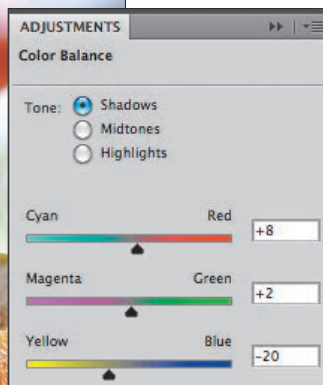 ADJUSTMENTS
Color Balance
Tone: Shadows
Midtones
Highlights
Cyan Red +8
Magenta Green +2
Yellow Blue -20